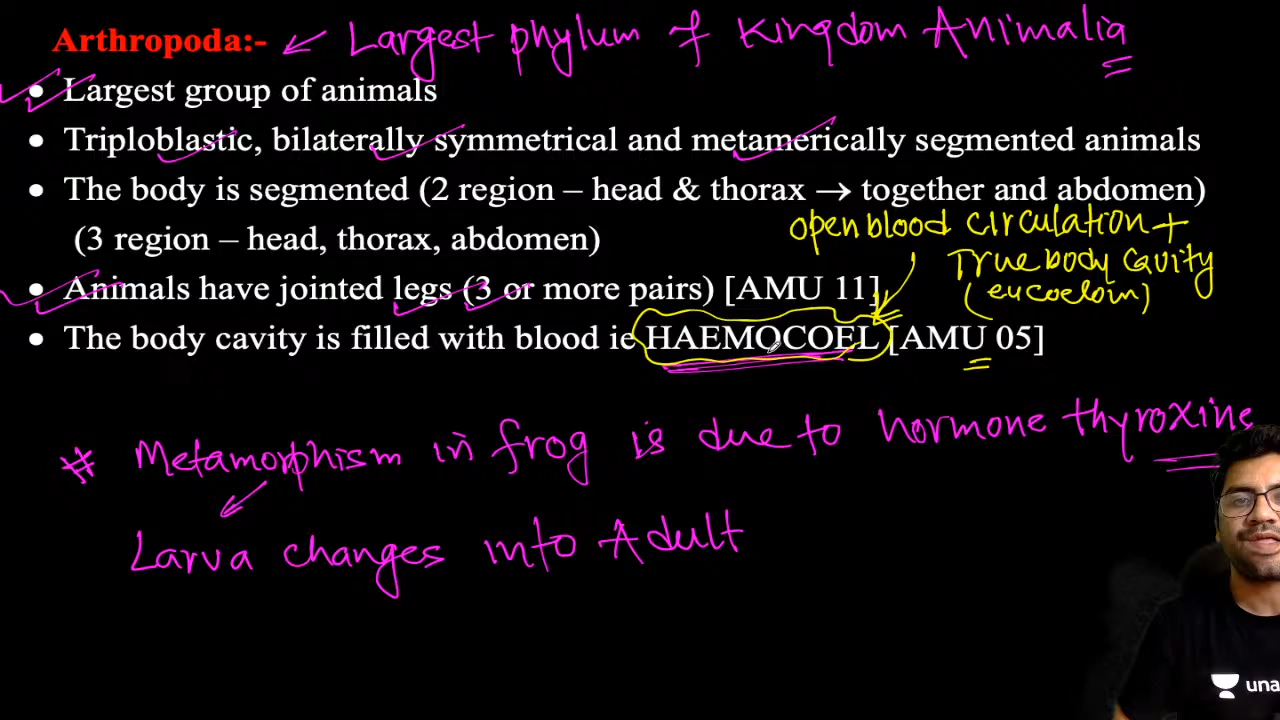 Arthropoda:- Largest phylum of Kingdom Animalia
• Largest group of animals
• Triploblastic, bilaterally symmetrical and metamerically segmented animals
• The body is segmented (2 region – head & thorax → together and abdomen)
(3 region – head, thorax, abdomen)
open blood circulation +
True body cavity
(eucoelom)
• Animals have jointed legs (3 or more pairs) [AMU 11]
• The body cavity is filled with blood ie HAEMOCOEL [AMU 05]
# Metamorphism in frog is due to hormone thyroxine
Larva changes into Adult
una